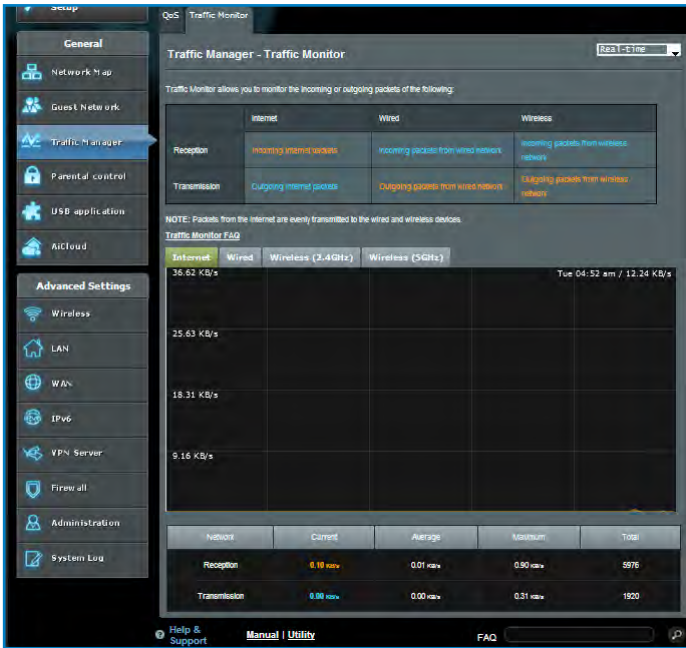 Setup
QoS Traffic Monitor
General
Network Map
Guest Network
Traffic Manager
Parental control
USB application
AiCloud
Advanced Settings
Wireless
LAN
WAN
IPv6
VPN Server
Firewall
Administration
System Log
Traffic Manager - Traffic Monitor
Real-time
Traffic Monitor allows you to monitor the incoming or outgoing packets of the following:
Internet Wired Wireless
Reception Incoming Internet packets Incoming packets from wired network Incoming packets from wireless network
Transmission Outgoing Internet packets Outgoing packets from wired network Outgoing packets from wireless network
NOTE: Packets from the Internet are evenly transmitted to the wired and wireless devices.
Traffic Monitor FAQ
Internet Wired Wireless (2.4GHz) Wireless (5GHz)
36.62 KB/s Tue 04:52 am / 12.24 KB/s
25.63 KB/s
18.31 KB/s
9.16 KB/s
Network Current Average Maximum Total
Reception 0.10 KB/s 0.01 KB/s 0.90 KB/s 5976
Transmission 0.00 KB/s 0.00 KB/s 0.31 KB/s 1920
Help & Support Manual | Utility FAQ